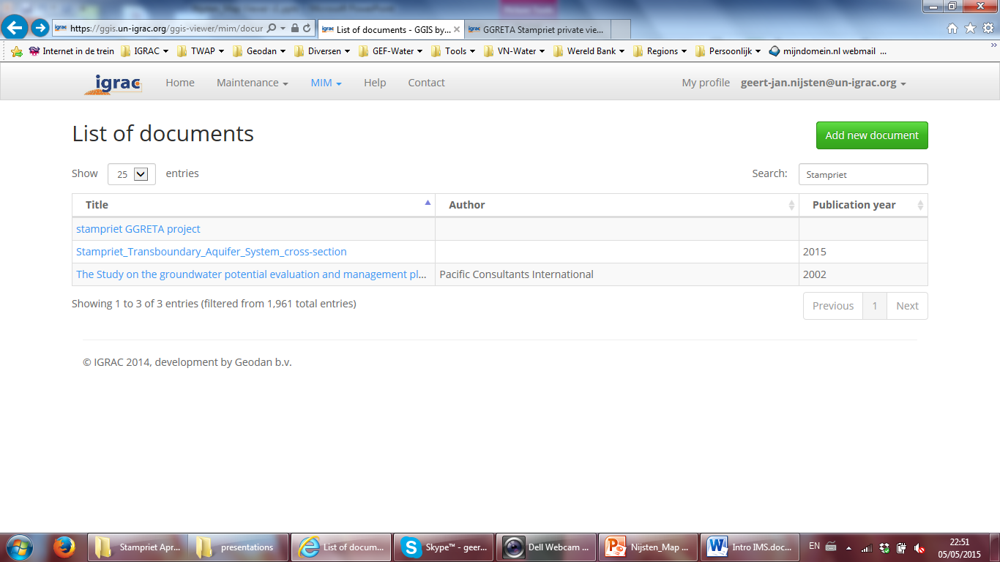 https://ggis.un-igrac.org/ggis-viewer/mim/docur
igrac List of documents - GGIS by...
igrac GGRETA Stampriet private vie...
Internet in de trein IGRAC TWAP Geodan Diversen GEF-Water Tools VN-Water Wereld Bank Regions Persoonlijk mijndomein.nl webmail ...
igrac Home Maintenance MIM Help Contact My profile geert-jan.nijsten@un-igrac.org
List of documents
Add new document
Show 25 entries Search: Stampriet
Title Author Publication year
stampriet GGRETA project
Stampriet_Transboundary_Aquifer_System_cross-section 2015
The Study on the groundwater potential evaluation and management pl... Pacific Consultants International 2002
Showing 1 to 3 of 3 entries (filtered from 1,961 total entries) Previous 1 Next
© IGRAC 2014, development by Geodan b.v.
Stampriet Apr... presentations List of docum... Skype™ - geer... Dell Webcam ... Nijsten_Map ... Intro IMS.doc... EN 22:51
05/05/2015